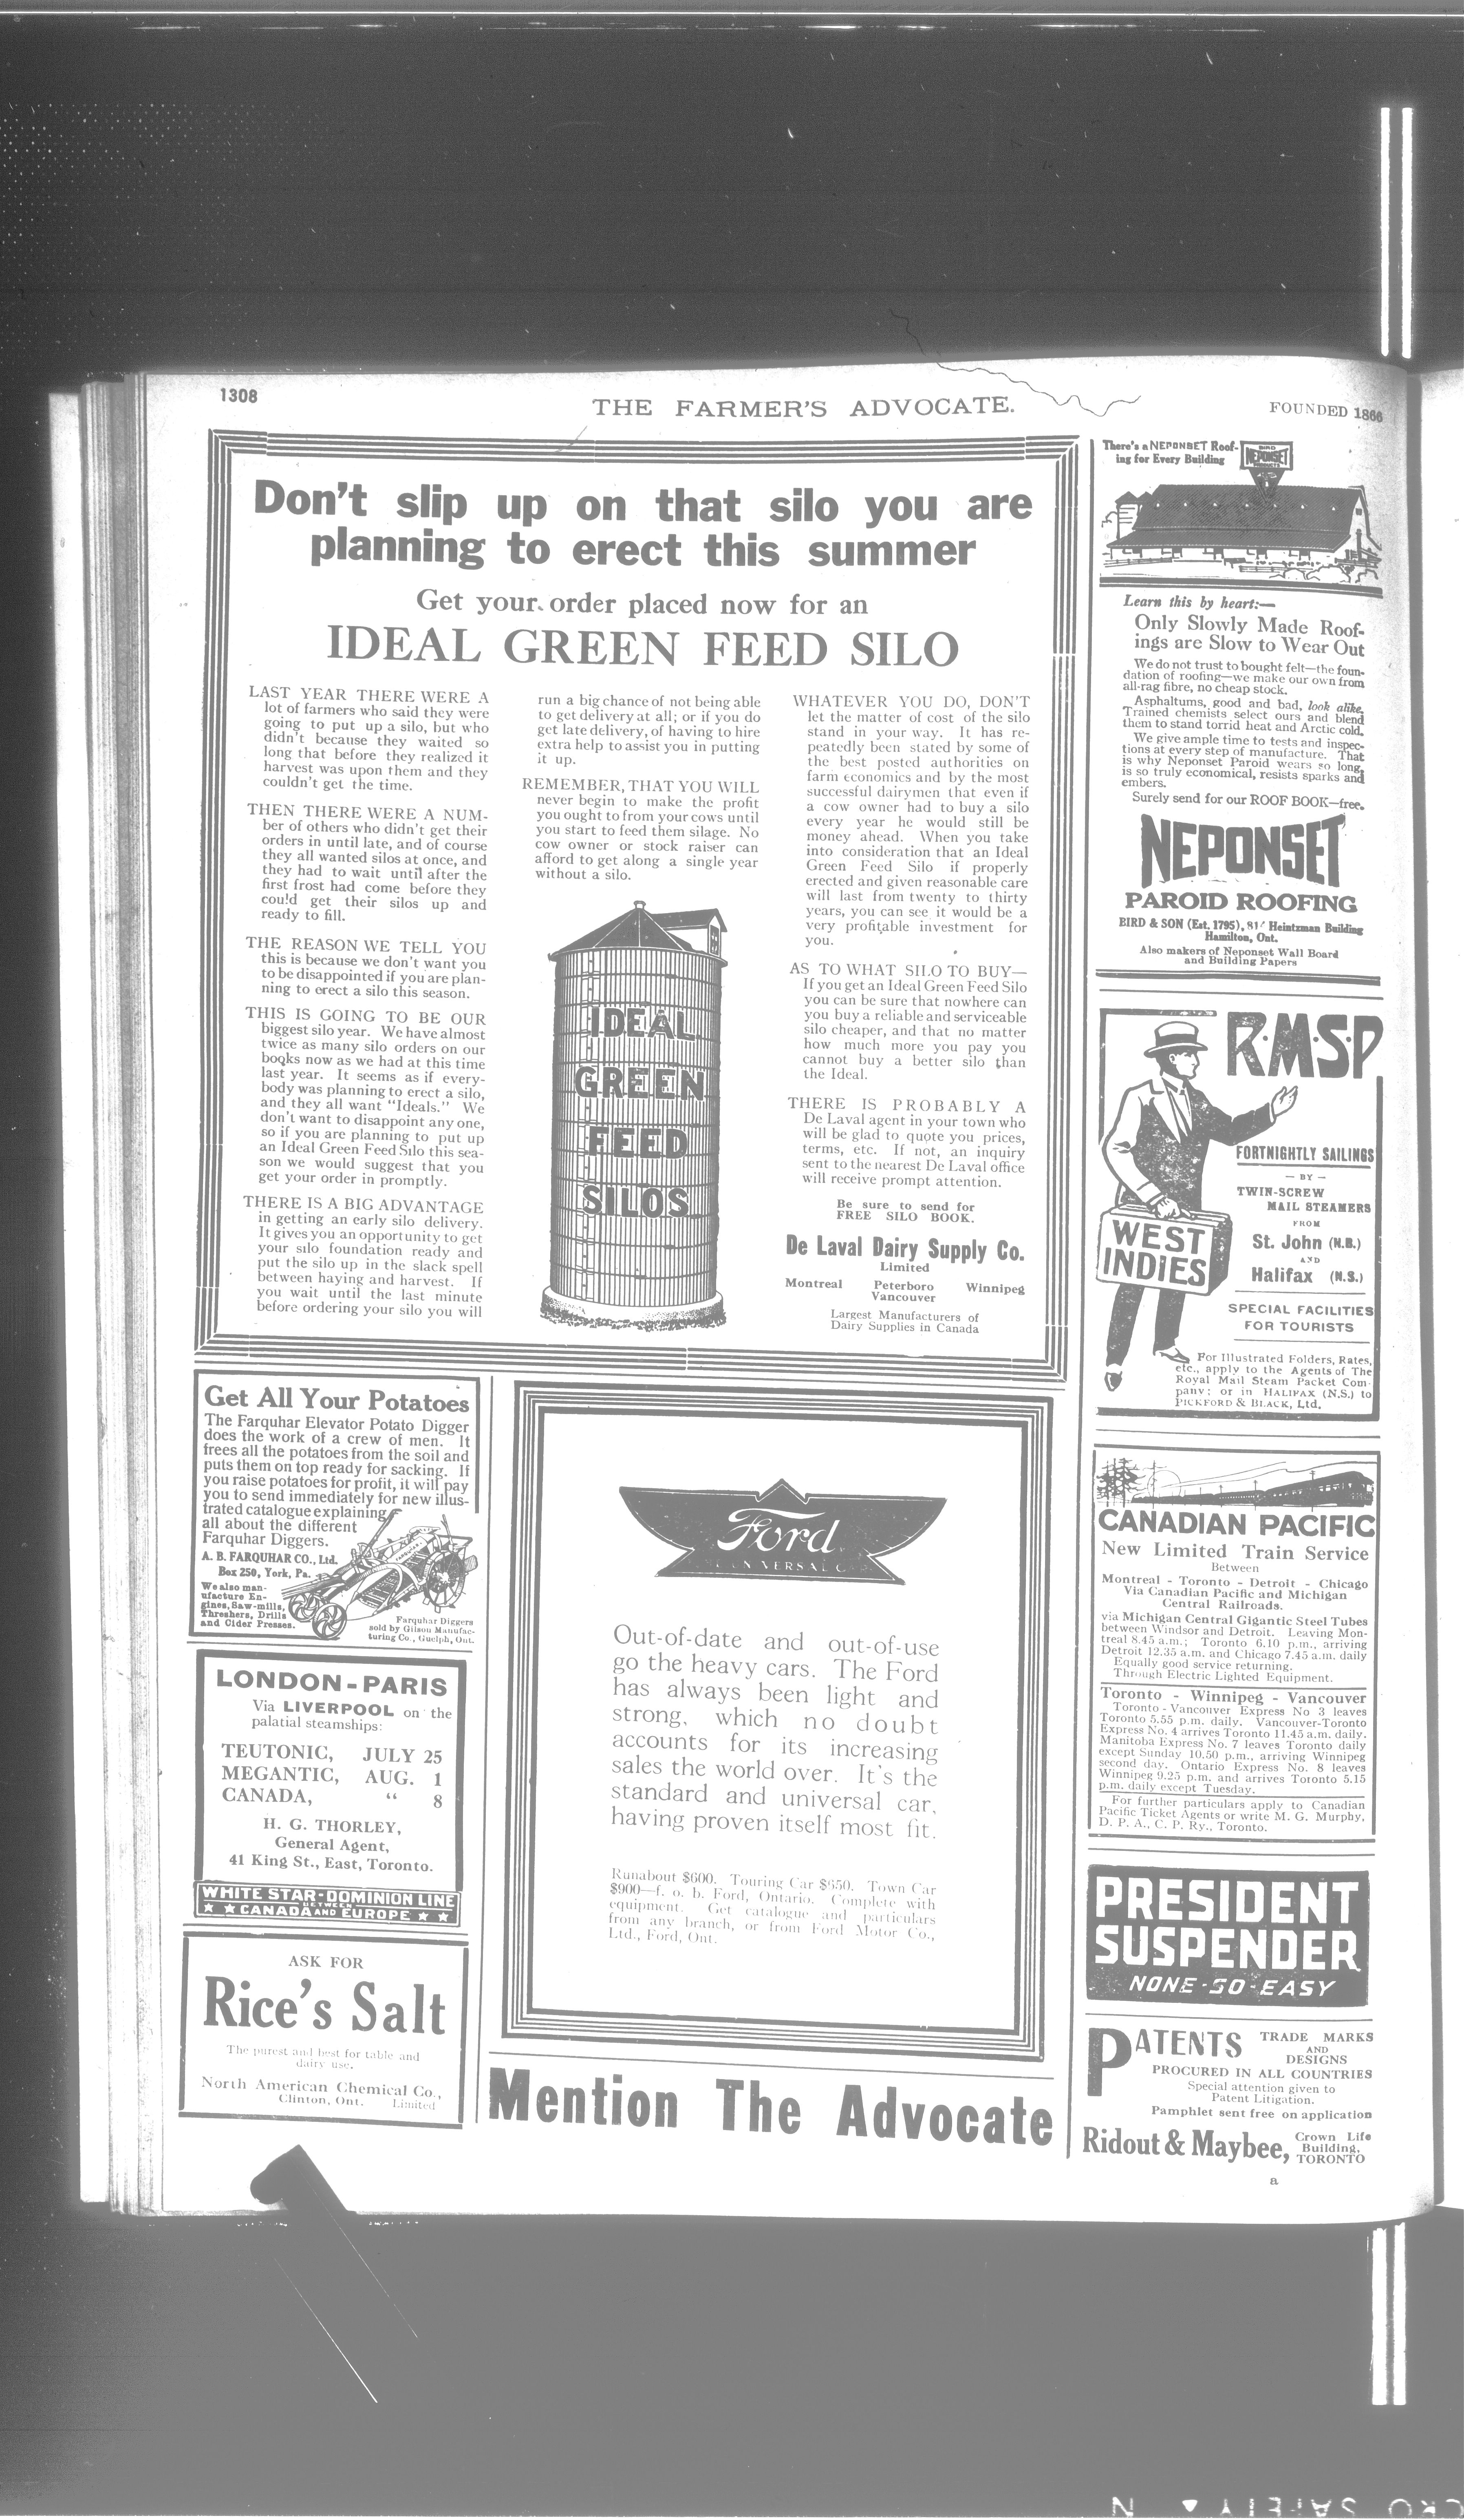 1308
THE FARMER'S ADVOCATE.
FOUNDED 1866
Don't slip up on that silo you are
planning to erect this summer
Get your order placed now for an
IDEAL GREEN FEED SILO
LAST YEAR THERE WERE A
lot of farmers who said they were
going to put up a silo, but who
didn't because they waited so
long that before they realized it
harvest was upon them and they
couldn't get the time.
THEN THERE WERE A NUM-
ber of others who didn't get their
orders in until late, and of course
they all wanted silos at once, and
they had to wait until after the
first frost had come before they
could get their silos up and
ready to fill.
THE REASON WE TELL YOU
this is because we don't want you
to be disappointed if you are plan-
ning to erect a silo this season.
THIS IS GOING TO BE OUR
biggest silo year. We have almost
twice as many silo orders on our
books now as we had at this time
last year. It seems as if every-
body was planning to erect a silo,
and they all want "Ideals." We
don't want to disappoint any one,
so if you are planning to put up
an Ideal Green Feed Silo this sea-
son we would suggest that you
get your order in promptly.
THERE IS A BIG ADVANTAGE
in getting an early silo delivery.
It gives you an opportunity to get
your silo foundation ready and
put the silo up in the slack spell
between haying and harvest. If
you wait until the last minute
before ordering your silo you will
run a big chance of not being able
to get delivery at all; or if you do
get late delivery, of having to hire
extra help to assist you in putting
it up.
REMEMBER, THAT YOU WILL
never begin to make the profit
you ought to from your cows until
you start to feed them silage. No
cow owner or stock raiser can
afford to get along a single year
without a silo.
IDEAL
GREEN
FEED
SILOS
WHATEVER YOU DO, DON'T
let the matter of cost of the silo
stand in your way. It has re-
peatedly been stated by some of
the best posted authorities on
farm economics and by the most
successful dairymen that even if
a cow owner had to buy a silo
every year he would still be
money ahead. When you take
into consideration that an Ideal
Green Feed Silo if properly
erected and given reasonable care
will last from twenty to thirty
years, you can see it would be a
very profitable investment for
you.
AS TO WHAT SILO TO BUY—
If you get an Ideal Green Feed Silo
you can be sure that nowhere can
you buy a reliable and serviceable
silo cheaper, and that no matter
how much more you pay you
cannot buy a better silo than
the Ideal.
THERE IS PROBABLY A
De Laval agent in your town who
will be glad to quote you prices,
terms, etc. If not, an inquiry
sent to the nearest De Laval office
will receive prompt attention.
Be sure to send for
FREE SILO BOOK.
De Laval Dairy Supply Co.
Limited
Montreal Peterboro Winnipeg
Vancouver
Largest Manufacturers of
Dairy Supplies in Canada
Get All Your Potatoes
The Farquhar Elevator Potato Digger
does the work of a crew of men. It
frees all the potatoes from the soil and
puts them on top ready for sacking. If
you raise potatoes for profit, it will pay
you to send immediately for new illus-
trated catalogue explaining
all about the different
Farquhar Diggers.
A. B. FARQUHAR CO., Ltd.
Box 250, York, Pa.
We also man-
ufacture En-
gines, Saw-mills,
Threshers, Drills
and Cider Presses.
Farquhar Diggers
sold by Gilson Manufac-
turing Co., Guelph, Ont.
LONDON-PARIS
Via LIVERPOOL on the
palatial steamships:
TEUTONIC, JULY 25
MEGANTIC, AUG. 1
CANADA, " 8
H. G. THORLEY,
General Agent,
41 King St., East, Toronto.
WHITE STAR-DOMINION LINE
CANADA BETWEEN AND EUROPE
ASK FOR
Rice's Salt
The purest and best for table and
dairy use.
North American Chemical Co.,
Clinton, Ont. Limited
Ford
Out-of-date and out-of-use
go the heavy cars. The Ford
has always been light and
strong, which no doubt
accounts for its increasing
sales the world over. It's the
standard and universal car,
having proven itself most fit.
Runabout $600. Touring Car $650. Town Car
$900—f. o. b. Ford, Ontario. Complete with
equipment. Get catalogue and particulars
from any branch, or from Ford Motor Co.,
Ltd., Ford, Ont.
Mention The Advocate
There's a NEPONSET Roof-
ing for Every Building
NEPONSET
Learn this by heart:—
Only Slowly Made Roof-
ings are Slow to Wear Out
We do not trust to bought felt—the foun-
dation of roofing—we make our own from
all-rag fibre, no cheap stock.
Asphaltums, good and bad, look alike.
Trained chemists select ours and blend
them to stand torrid heat and Arctic cold.
We give ample time to tests and inspec-
tions at every step of manufacture. That
is why Neponset Paroid wears so long,
is so truly economical, resists sparks and
embers.
Surely send for our ROOF BOOK—free.
NEPONSET
PAROID ROOFING
BIRD & SON (Est. 1795), Heintzman Building
Hamilton, Ont.
Also makers of Neponset Wall Board
and Building Papers
R·M·S·P
FORTNIGHTLY SAILINGS
— BY —
TWIN-SCREW
MAIL STEAMERS
FROM
St. John (N.B.)
AND
Halifax (N.S.)
WEST
INDIES
SPECIAL FACILITIES
FOR TOURISTS
For Illustrated Folders, Rates,
etc., apply to the Agents of The
Royal Mail Steam Packet Com-
pany; or in HALIFAX (N.S.) to
PICKFORD & BLACK, Ltd.
CANADIAN PACIFIC
New Limited Train Service
Between
Montreal - Toronto - Detroit - Chicago
Via Canadian Pacific and Michigan
Central Railroads.
via Michigan Central Gigantic Steel Tubes
between Windsor and Detroit. Leaving Mon-
treal 8.45 a.m.; Toronto 6.10 p.m., arriving
Detroit 12.35 a.m. and Chicago 7.45 a.m. daily
Equally good service returning.
Through Electric Lighted Equipment.
Toronto - Winnipeg - Vancouver
Toronto-Vancouver Express No 3 leaves
Toronto 5.55 p.m. daily. Vancouver-Toronto
Express No. 4 arrives Toronto 11.45 a.m. daily.
Manitoba Express No. 7 leaves Toronto daily
except Sunday 10.50 p.m., arriving Winnipeg
second day. Ontario Express No. 8 leaves
Winnipeg 9.25 p.m. and arrives Toronto 5.15
p.m. daily except Tuesday.
For further particulars apply to Canadian
Pacific Ticket Agents or write M. G. Murphy,
D. P. A., C. P. Ry., Toronto.
PRESIDENT
SUSPENDER
NONE-SO-EASY
PATENTS TRADE MARKS
AND
DESIGNS
PROCURED IN ALL COUNTRIES
Special attention given to
Patent Litigation.
Pamphlet sent free on application
Ridout & Maybee, Crown Life
Building,
TORONTO
a